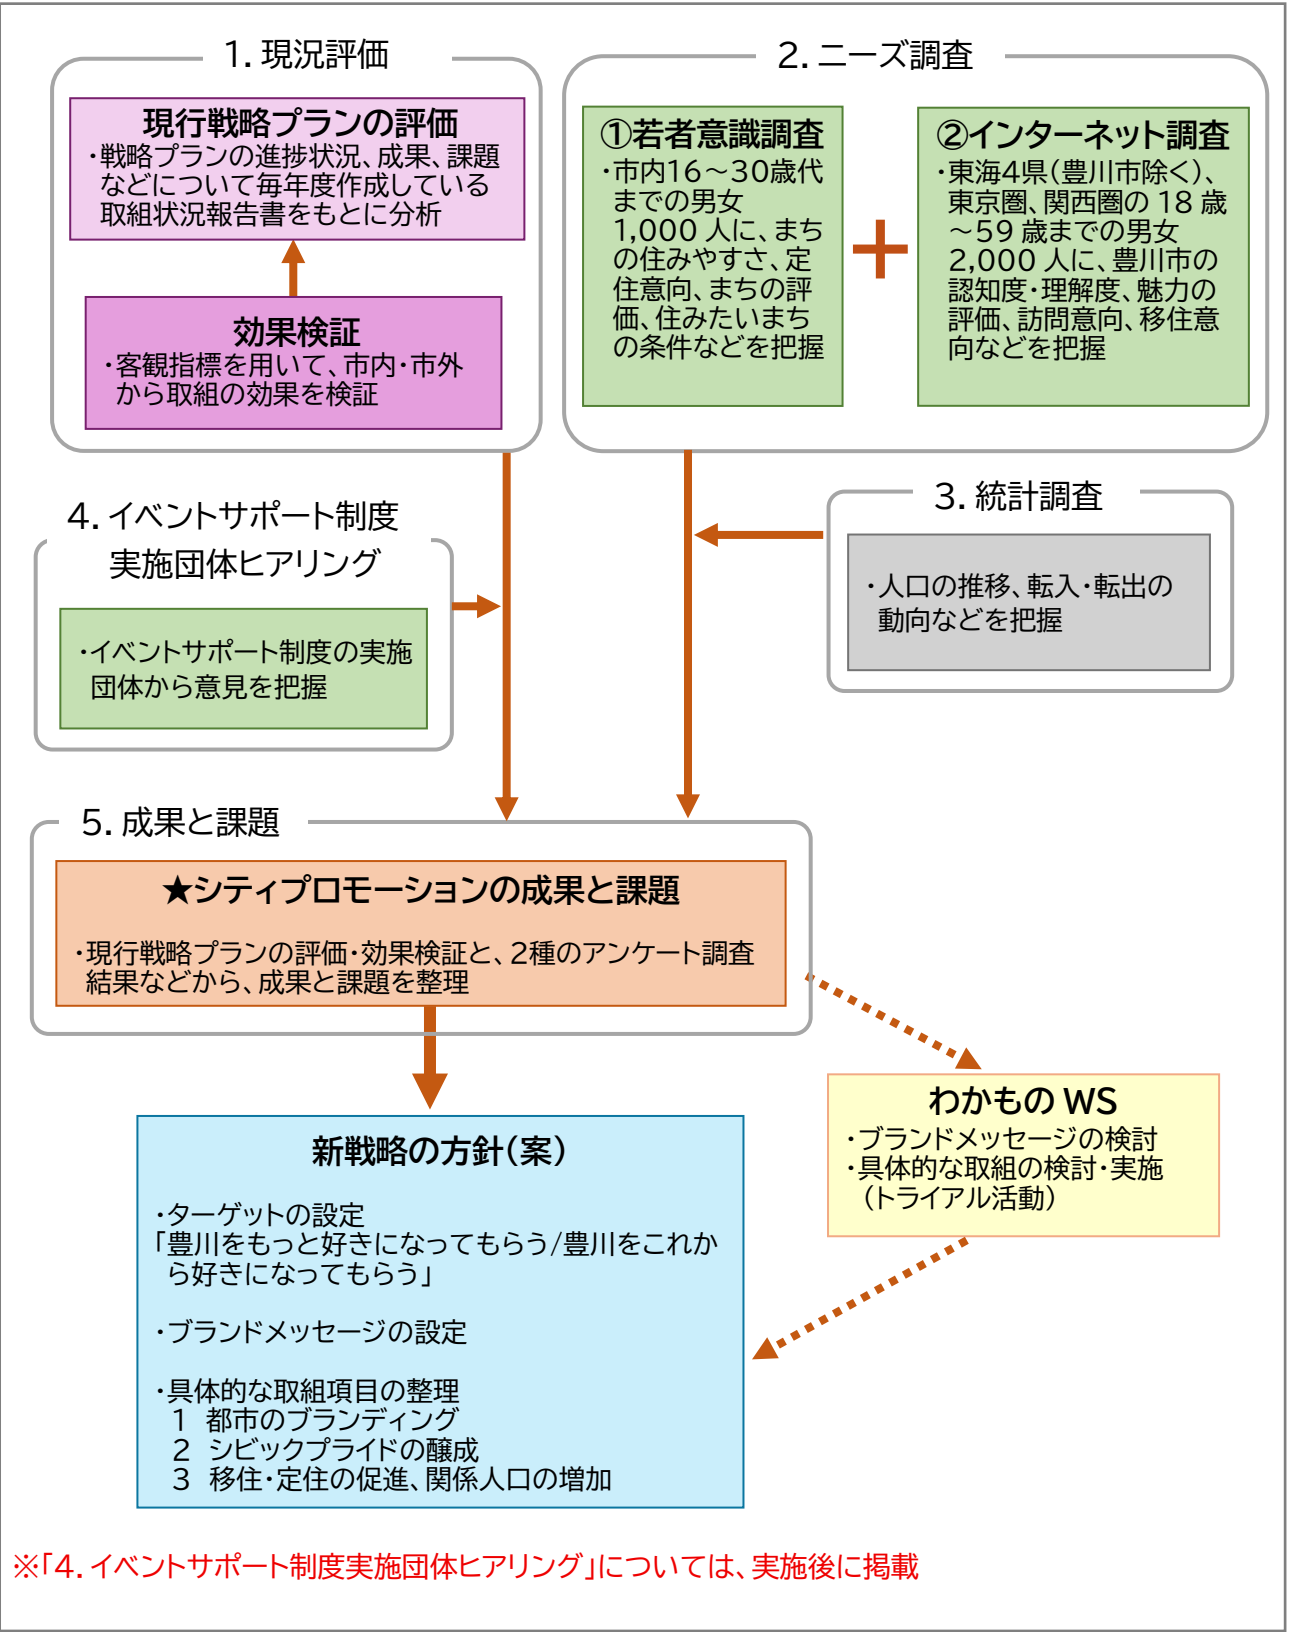 1. 現況評価
現行戦略プランの評価
・戦略プランの進捗状況、成果、課題
などについて毎年度作成している
取組状況報告書をもとに分析
効果検証
・客観指標を用いて、市内・市外
から取組の効果を検証
2. ニーズ調査
①若者意識調査
・市内16～30歳代
までの男女
1,000 人に、まち
の住みやすさ、定
住意向、まちの評
価、住みたいまち
の条件などを把握
②インターネット調査
・東海4県（豊川市除く）、
東京圏、関西圏の 18 歳
～59 歳までの男女
2,000 人に、豊川市の
認知度・理解度、魅力の
評価、訪問意向、移住意
向などを把握
3. 統計調査
・人口の推移、転入・転出の
動向などを把握
4. イベントサポート制度
実施団体ヒアリング
・イベントサポート制度の実施
団体から意見を把握
5. 成果と課題
★シティプロモーションの成果と課題
・現行戦略プランの評価・効果検証と、2種のアンケート調査
結果などから、成果と課題を整理
わかもの WS
・ブランドメッセージの検討
・具体的な取組の検討・実施
（トライアル活動）
新戦略の方針（案）
・ターゲットの設定
「豊川をもっと好きになってもらう/豊川をこれか
ら好きになってもらう」
・ブランドメッセージの設定
・具体的な取組項目の整理
1 都市のブランディング
2 シビックプライドの醸成
3 移住・定住の促進、関係人口の増加
※「4. イベントサポート制度実施団体ヒアリング」については、実施後に掲載